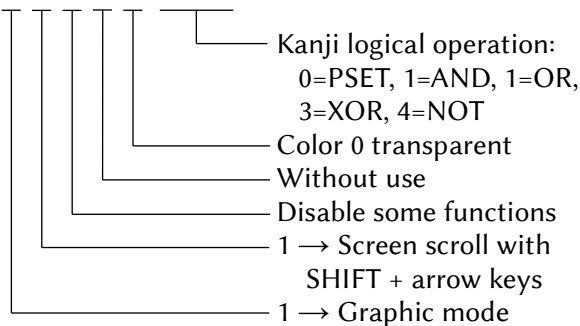 Kanji logical operation:
0=PSET, 1=AND, 1=OR,
3=XOR, 4=NOT
Color 0 transparent
Without use
Disable some functions
1 → Screen scroll with
SHIFT + arrow keys
1 → Graphic mode